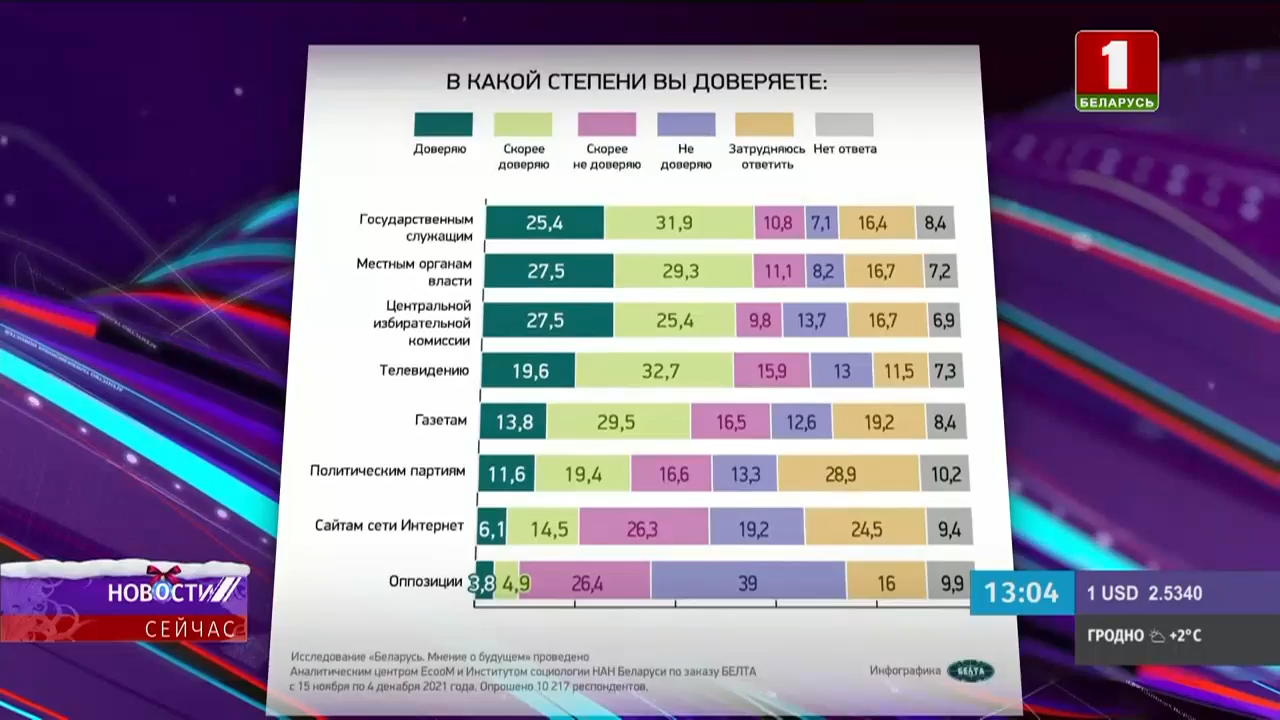 1
БЕЛАРУСЬ
В КАКОЙ СТЕПЕНИ ВЫ ДОВЕРЯЕТЕ:
Доверяю
Скорее
доверяю
Скорее
не доверяю
Не
доверяю
Затрудняюсь
ответить
Нет ответа
Государственным
служащим
25,4 31,9 10,8 7,1 16,4 8,4
Местным органам
власти
27,5 29,3 11,1 8,2 16,7 7,2
Центральной
избирательной
комиссии
27,5 25,4 9,8 13,7 16,7 6,9
Телевидению 19,6 32,7 15,9 13 11,5 7,3
Газетам 13,8 29,5 16,5 12,6 19,2 8,4
Политическим партиям 11,6 19,4 16,6 13,3 28,9 10,2
Сайтам сети Интернет 6,1 14,5 26,3 19,2 24,5 9,4
Оппозиции 3,8 4,9 26,4 39 16 9,9
НОВОСТИ
СЕЙЧАС
13:04
1 USD 2.5340
ГРОДНО +2°C
Исследование «Беларусь. Мнение о будущем» проведено
Аналитическим центром EcooM и Институтом социологии НАН Беларуси по заказу БЕЛТА
с 15 ноября по 4 декабря 2021 года. Опрошено 10 217 респондентов.
Инфографика БЕЛТА